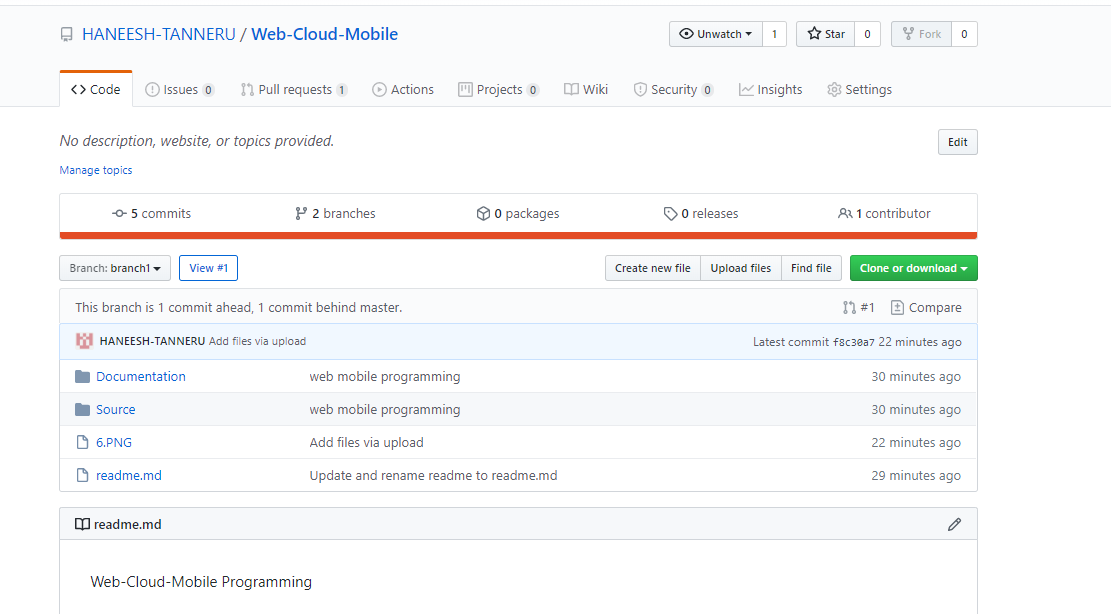 HANEESH-TANNERU / Web-Cloud-Mobile Unwatch 1 Star 0 Fork 0
Code Issues 0 Pull requests 1 Actions Projects 0 Wiki Security 0 Insights Settings
No description, website, or topics provided. Edit
Manage topics
5 commits 2 branches 0 packages 0 releases 1 contributor
Branch: branch1 View #1 Create new file Upload files Find file Clone or download
This branch is 1 commit ahead, 1 commit behind master. #1 Compare
HANEESH-TANNERU Add files via upload Latest commit f8c30a7 22 minutes ago
Documentation web mobile programming 30 minutes ago
Source web mobile programming 30 minutes ago
6.PNG Add files via upload 22 minutes ago
readme.md Update and rename readme to readme.md 29 minutes ago
readme.md
Web-Cloud-Mobile Programming